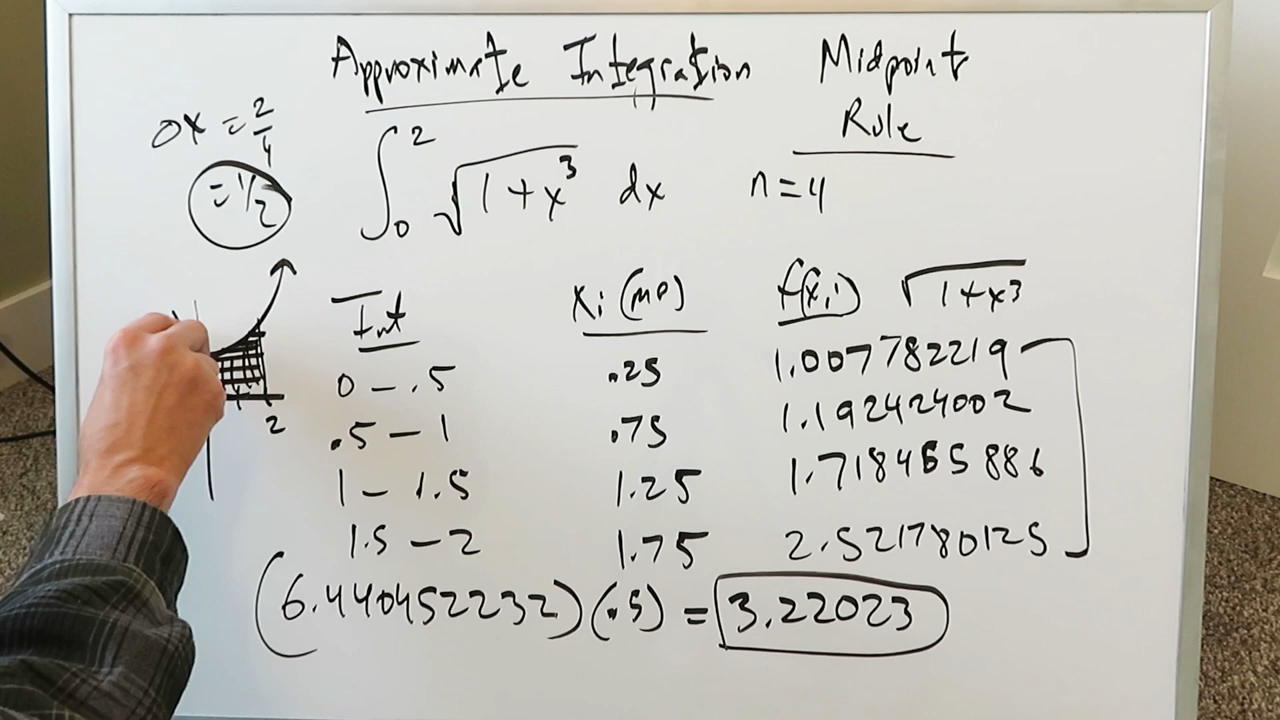 Approximate Integration Midpoint Rule
Δx = 2/4
= 1/2
∫₀² √(1+x³) dx n=4
Int xᵢ (MP) f(xᵢ) √(1+x³)
0 – .5 .25 1.007782219
.5 – 1 .75 1.192424002
1 – 1.5 1.25 1.718465886
1.5 – 2 1.75 2.521780125
2
(6.440452232)(.5) = 3.22023